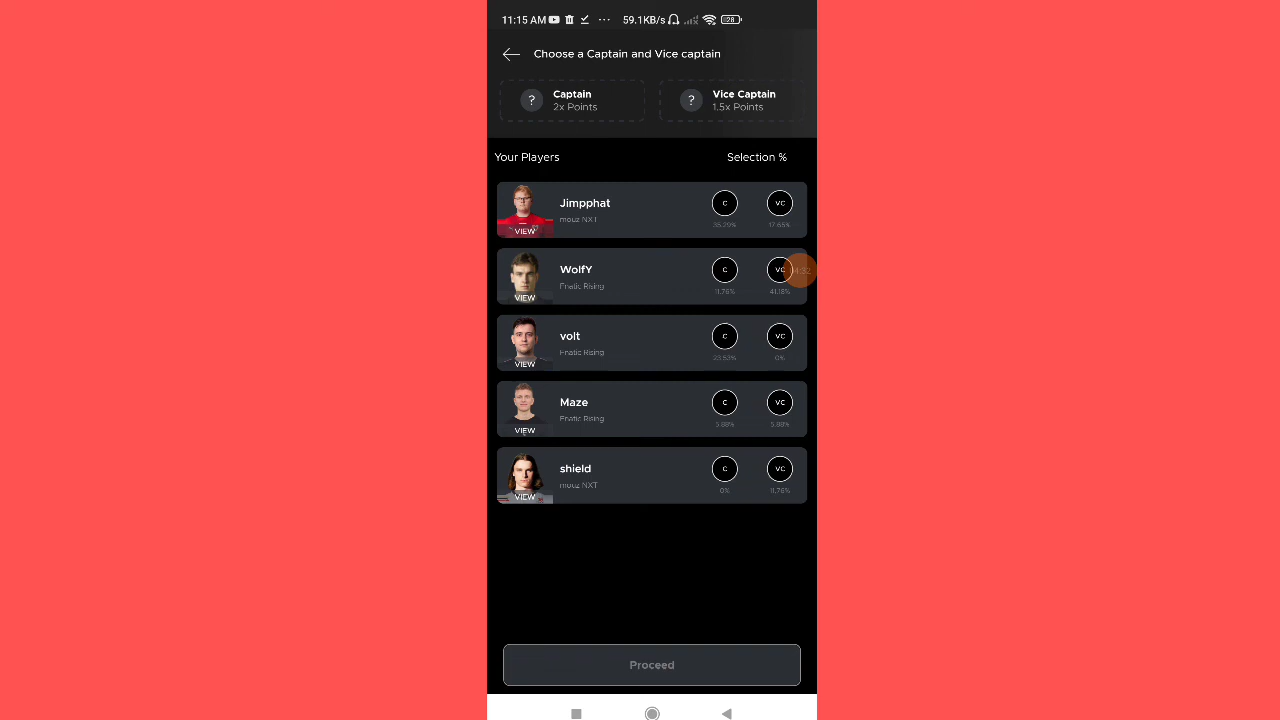 11:15 AM ... 59.1KB/s 28
Choose a Captain and Vice captain
? Captain ? Vice Captain
2x Points 1.5x Points
Your Players Selection %
Jimpphat C VC
mouz NXT 35.29% 17.65%
VIEW
WolfY C VC
Fnatic Rising 11.76% 41.18%
VIEW
volt C VC
Fnatic Rising 23.53% 0%
VIEW
Maze C VC
Fnatic Rising 5.88% 5.88%
VIEW
shield C VC
mouz NXT 0% 11.76%
VIEW
Proceed